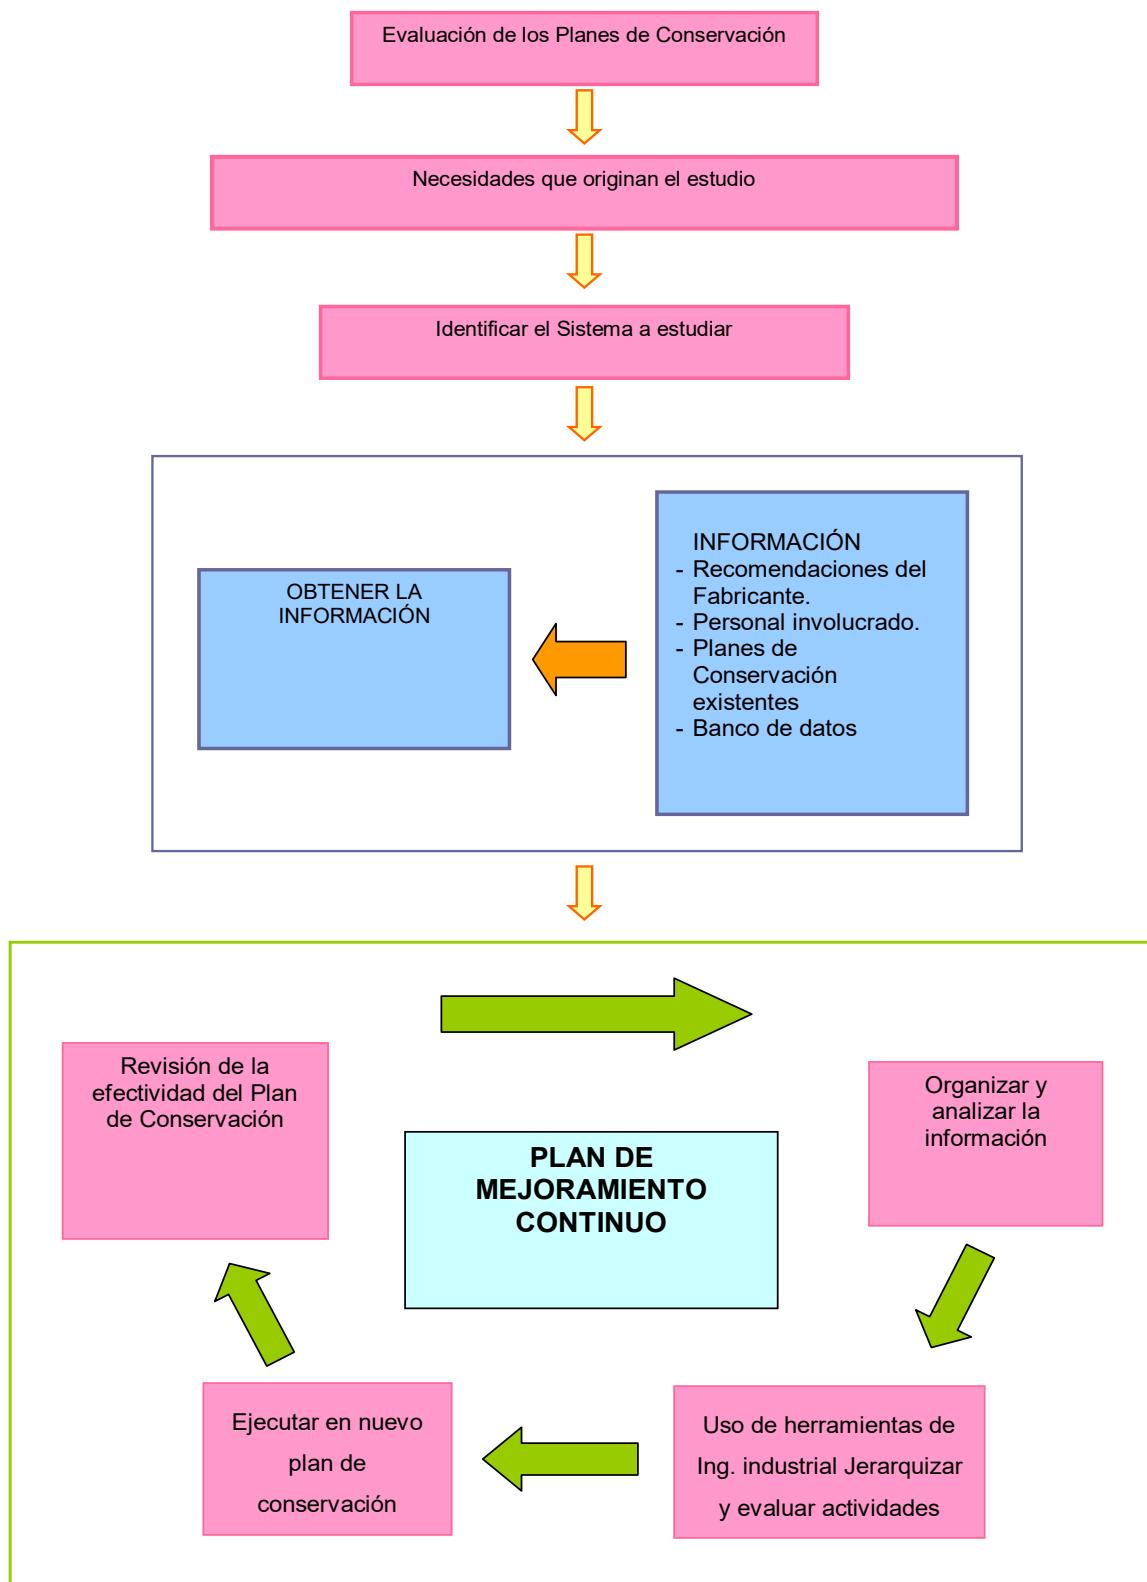 Evaluación de los Planes de Conservación
Necesidades que originan el estudio
Identificar el Sistema a estudiar
OBTENER LA
INFORMACIÓN
INFORMACIÓN
- Recomendaciones del
Fabricante.
- Personal involucrado.
- Planes de
Conservación
existentes
- Banco de datos
Revisión de la
efectividad del Plan
de Conservación
Organizar y
analizar la
información
PLAN DE
MEJORAMIENTO
CONTINUO
Ejecutar en nuevo
plan de
conservación
Uso de herramientas de
Ing. industrial Jerarquizar
y evaluar actividades